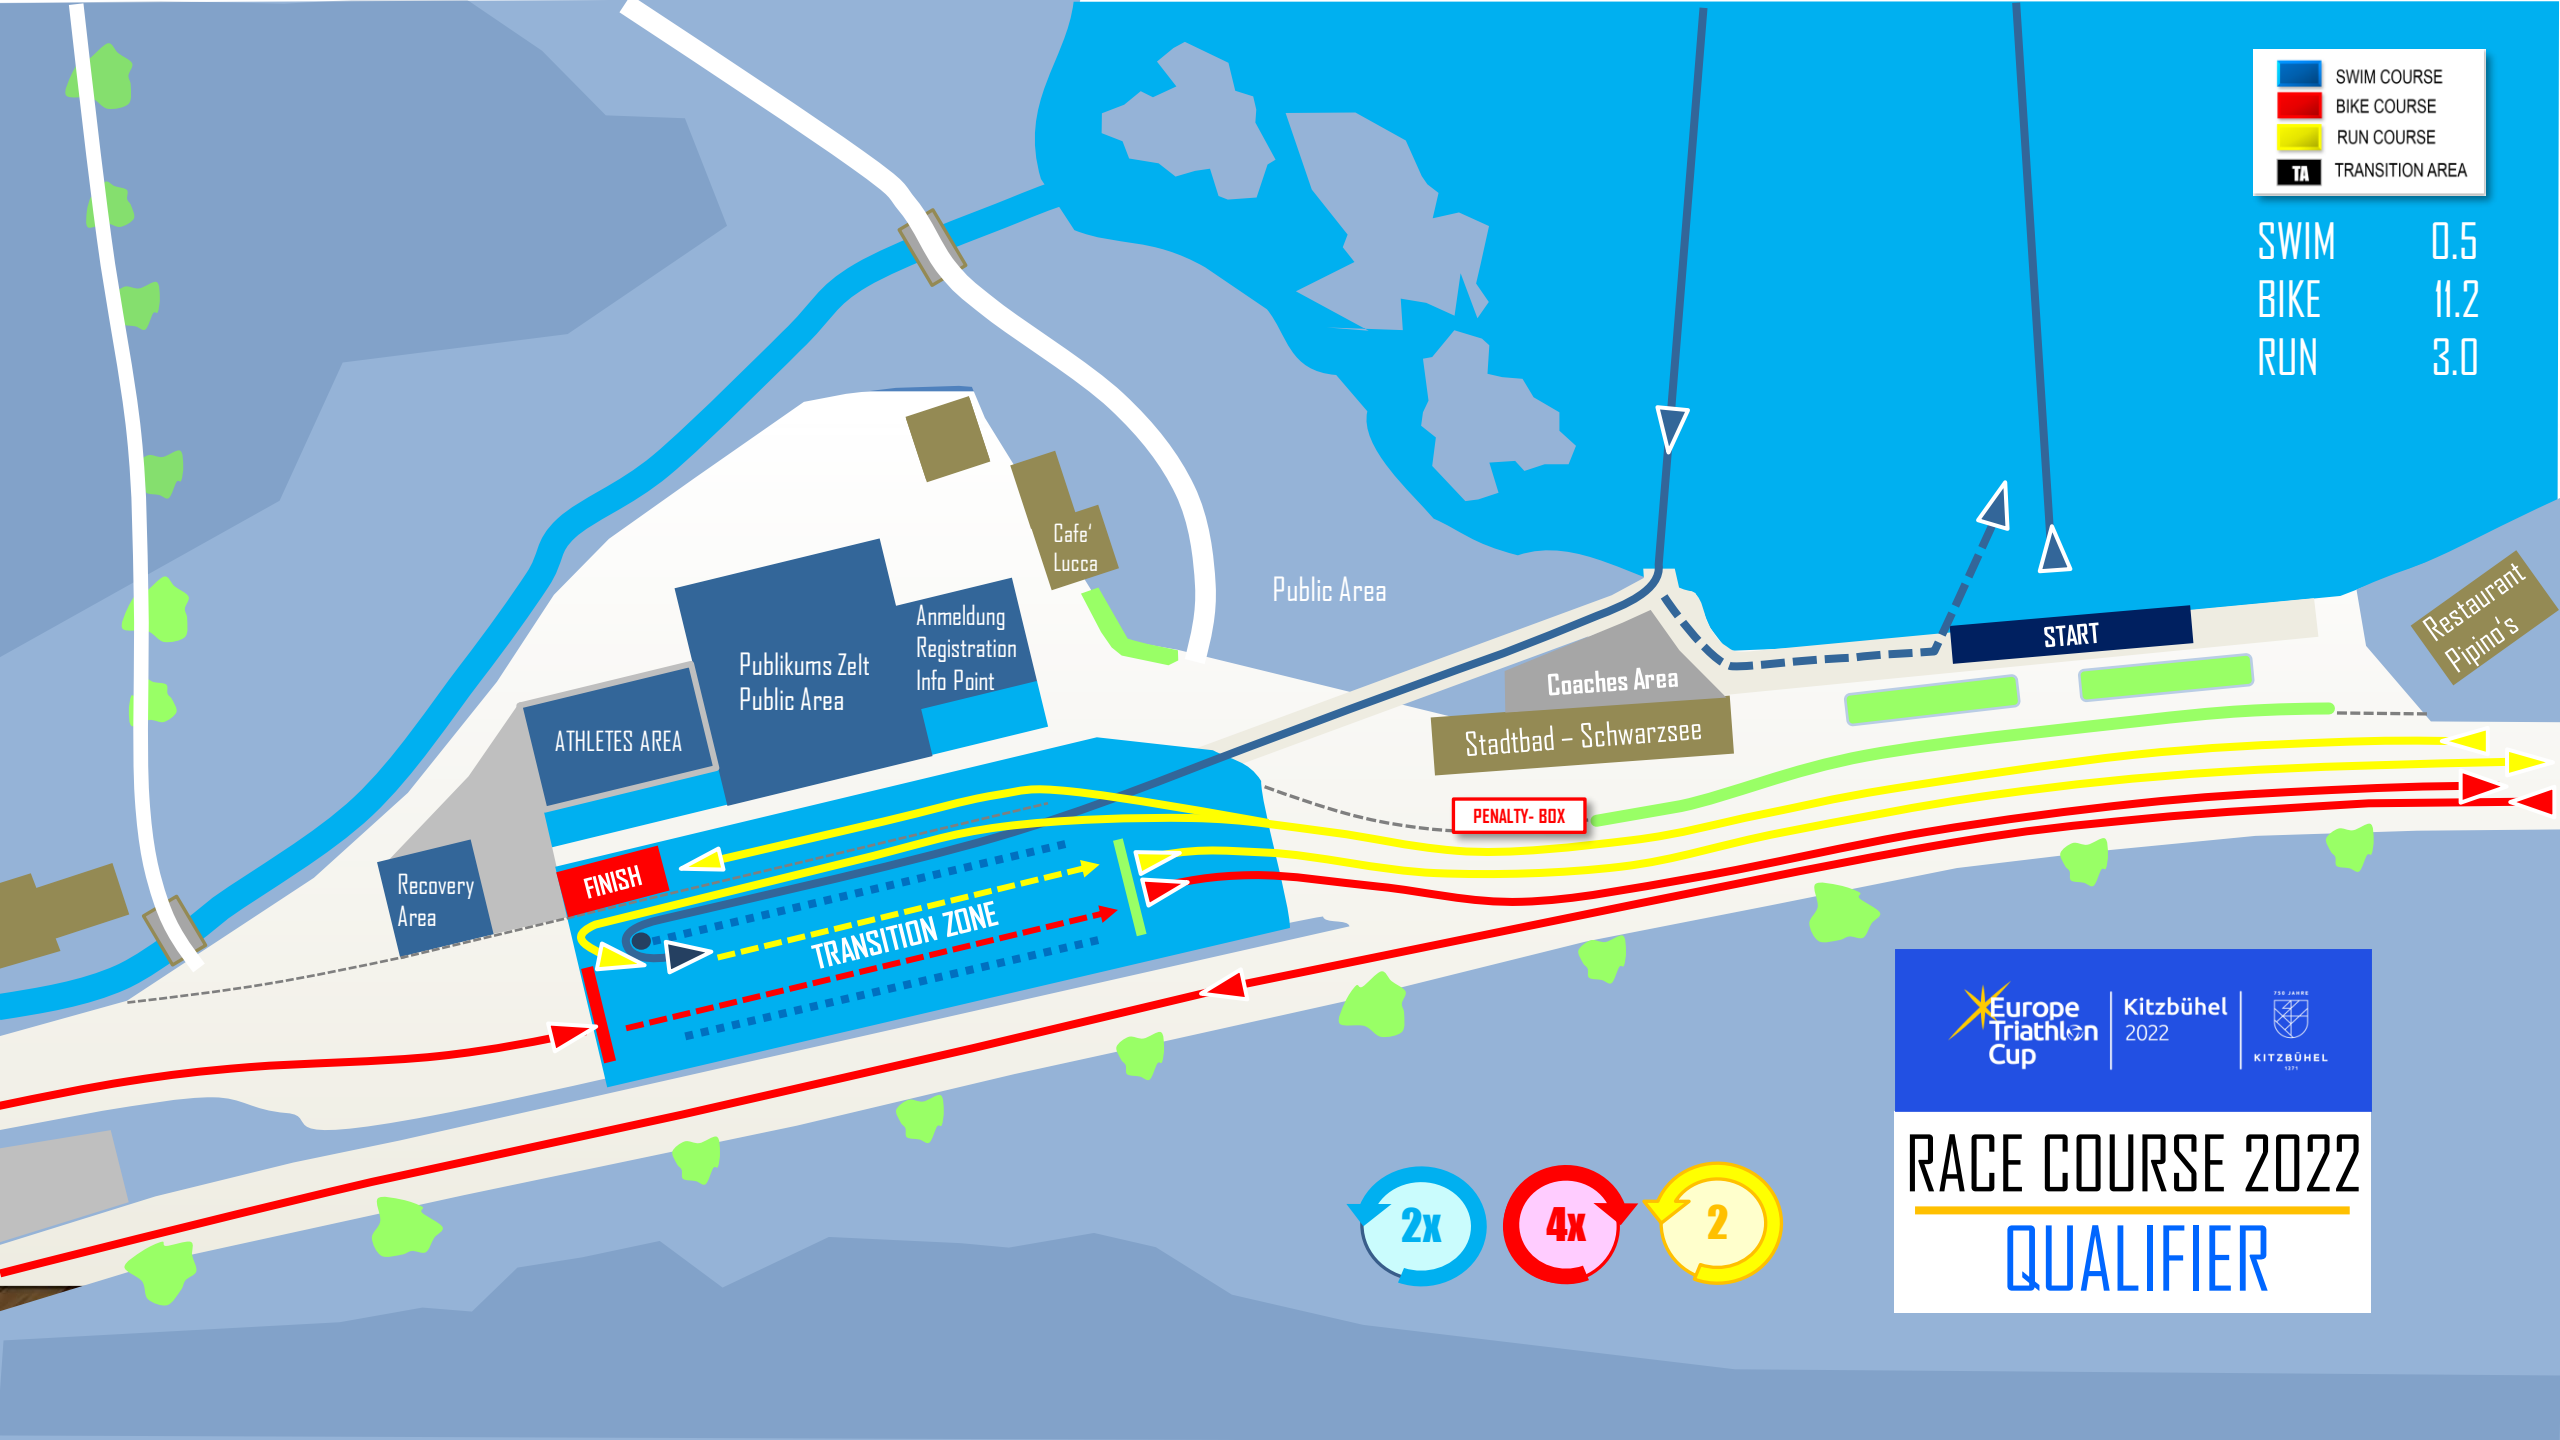 SWIM COURSE
BIKE COURSE
RUN COURSE
TA TRANSITION AREA
SWIM 0.5
BIKE 11.2
RUN 3.0
Cafe'
Lucca
Public Area
Anmeldung
Registration
Info Point
Publikums Zelt
Public Area
ATHLETES AREA
Recovery
Area
FINISH
TRANSITION ZONE
Coaches Area
Stadtbad – Schwarzsee
START
Restaurant
Pipino's
PENALTY- BOX
2x
4x
2
Europe
Triathlon
Cup
Kitzbühel
2022
750 JAHRE
KITZBÜHEL
1271
RACE COURSE 2022
QUALIFIER